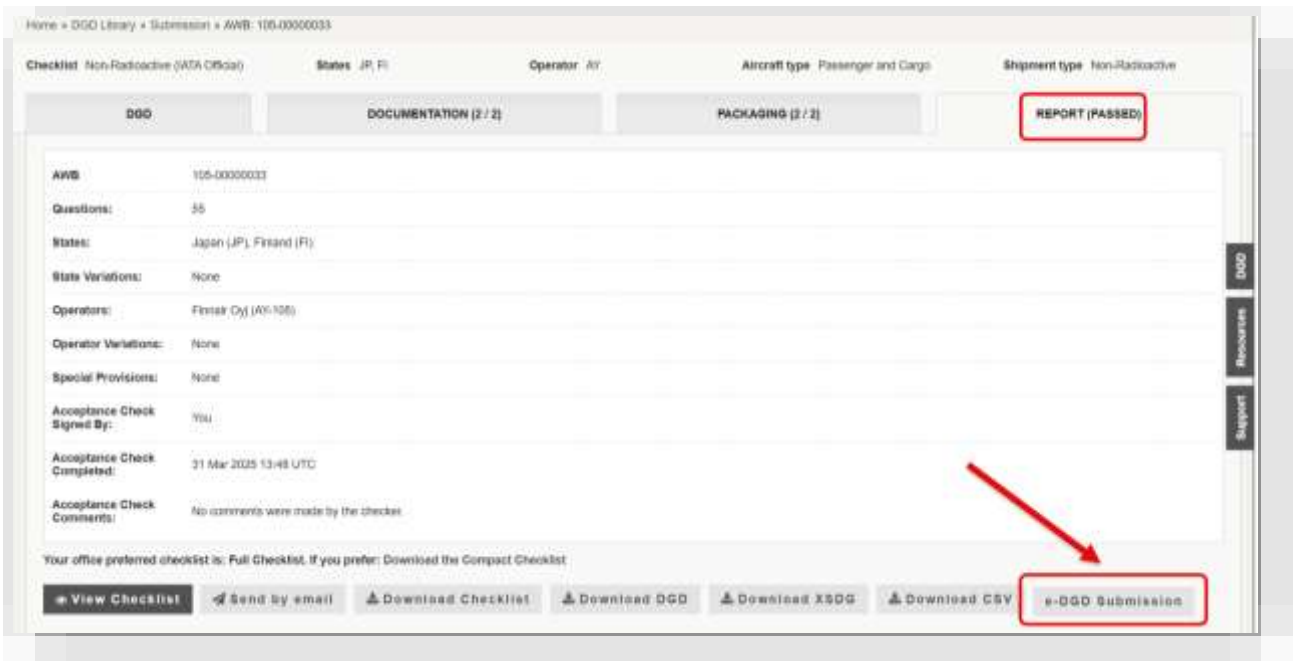 Home » DGD Library » Submission » AWB: 105-00000033
Checklist Non-Radioactive (IATA Official) States JP, FI Operator AY Aircraft type Passenger and Cargo Shipment type Non-Radioactive
DGD DOCUMENTATION (2 / 2) PACKAGING (2 / 2) REPORT (PASSED)
AWB 105-00000033
Questions: 55
States: Japan (JP), Finland (FI)
State Variations: None
Operators: Finnair Oyj (AY-105)
Operator Variations: None
Special Provisions: None
Acceptance Check Signed By: You
Acceptance Check Completed: 31 Mar 2025 13:48 UTC
Acceptance Check Comments: No comments were made by the checker.
Your office preferred checklist is: Full Checklist. If you prefer: Download the Compact Checklist
View Checklist Send by email Download Checklist Download DGD Download XSDG Download CSV e-DGD Submission
DGD
Resources
Support